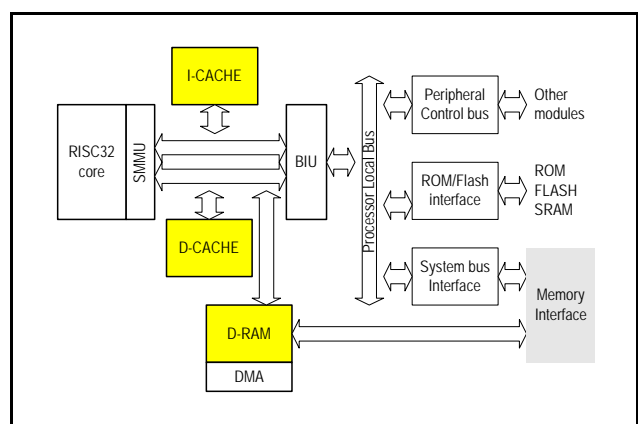 I-CACHE
RISC32
core
SMMU
BIU
D-CACHE
D-RAM
DMA
Processor Local Bus
Peripheral
Control bus
Other
modules
ROM/Flash
interface
ROM
FLASH
SRAM
System bus
Interface
Memory
Interface